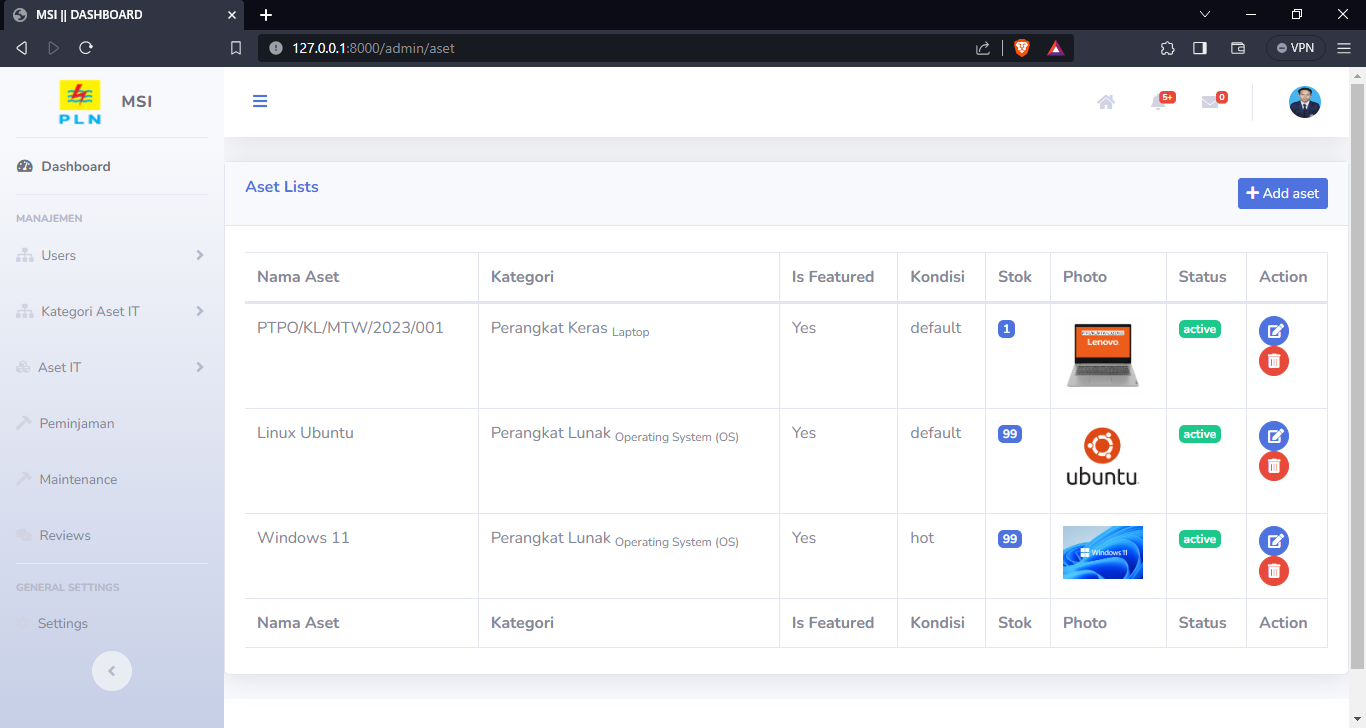 MSI || DASHBOARD
127.0.0.1:8000/admin/aset
VPN
PLN
MSI
5+
0
Dashboard
MANAJEMEN
Users
Kategori Aset IT
Aset IT
Peminjaman
Maintenance
Reviews
GENERAL SETTINGS
Settings
Aset Lists
Add aset
Nama Aset Kategori Is Featured Kondisi Stok Photo Status Action
PTPO/KL/MTW/2023/001 Perangkat Keras Laptop Yes default 1 Lenovo active
Linux Ubuntu Perangkat Lunak Operating System (OS) Yes default 99 ubuntu active
Windows 11 Perangkat Lunak Operating System (OS) Yes hot 99 Windows 11 active
Nama Aset Kategori Is Featured Kondisi Stok Photo Status Action